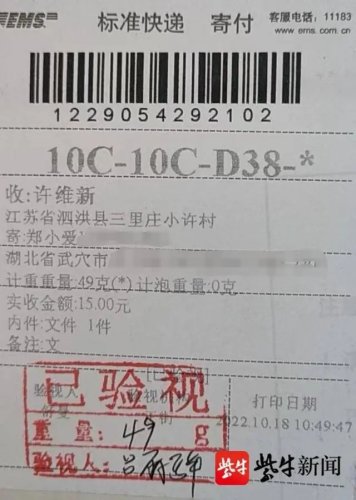 EMS 标准快递 寄付 客服电话：11183
www.ems.com.cn
1229054292102
10C-10C-D38-*
收：许维新
江苏省泗洪县三里庄小许村
寄：郑小爱
湖北省武穴市
计重重量：49克(*) 计泡重量：0克
实收金额：15.00元
内件：文件 1件
备注：文
已验视
验视人
打印日期
重量：49 g
2022.10.18 10:49:47
验视人：
紫牛 紫牛新闻